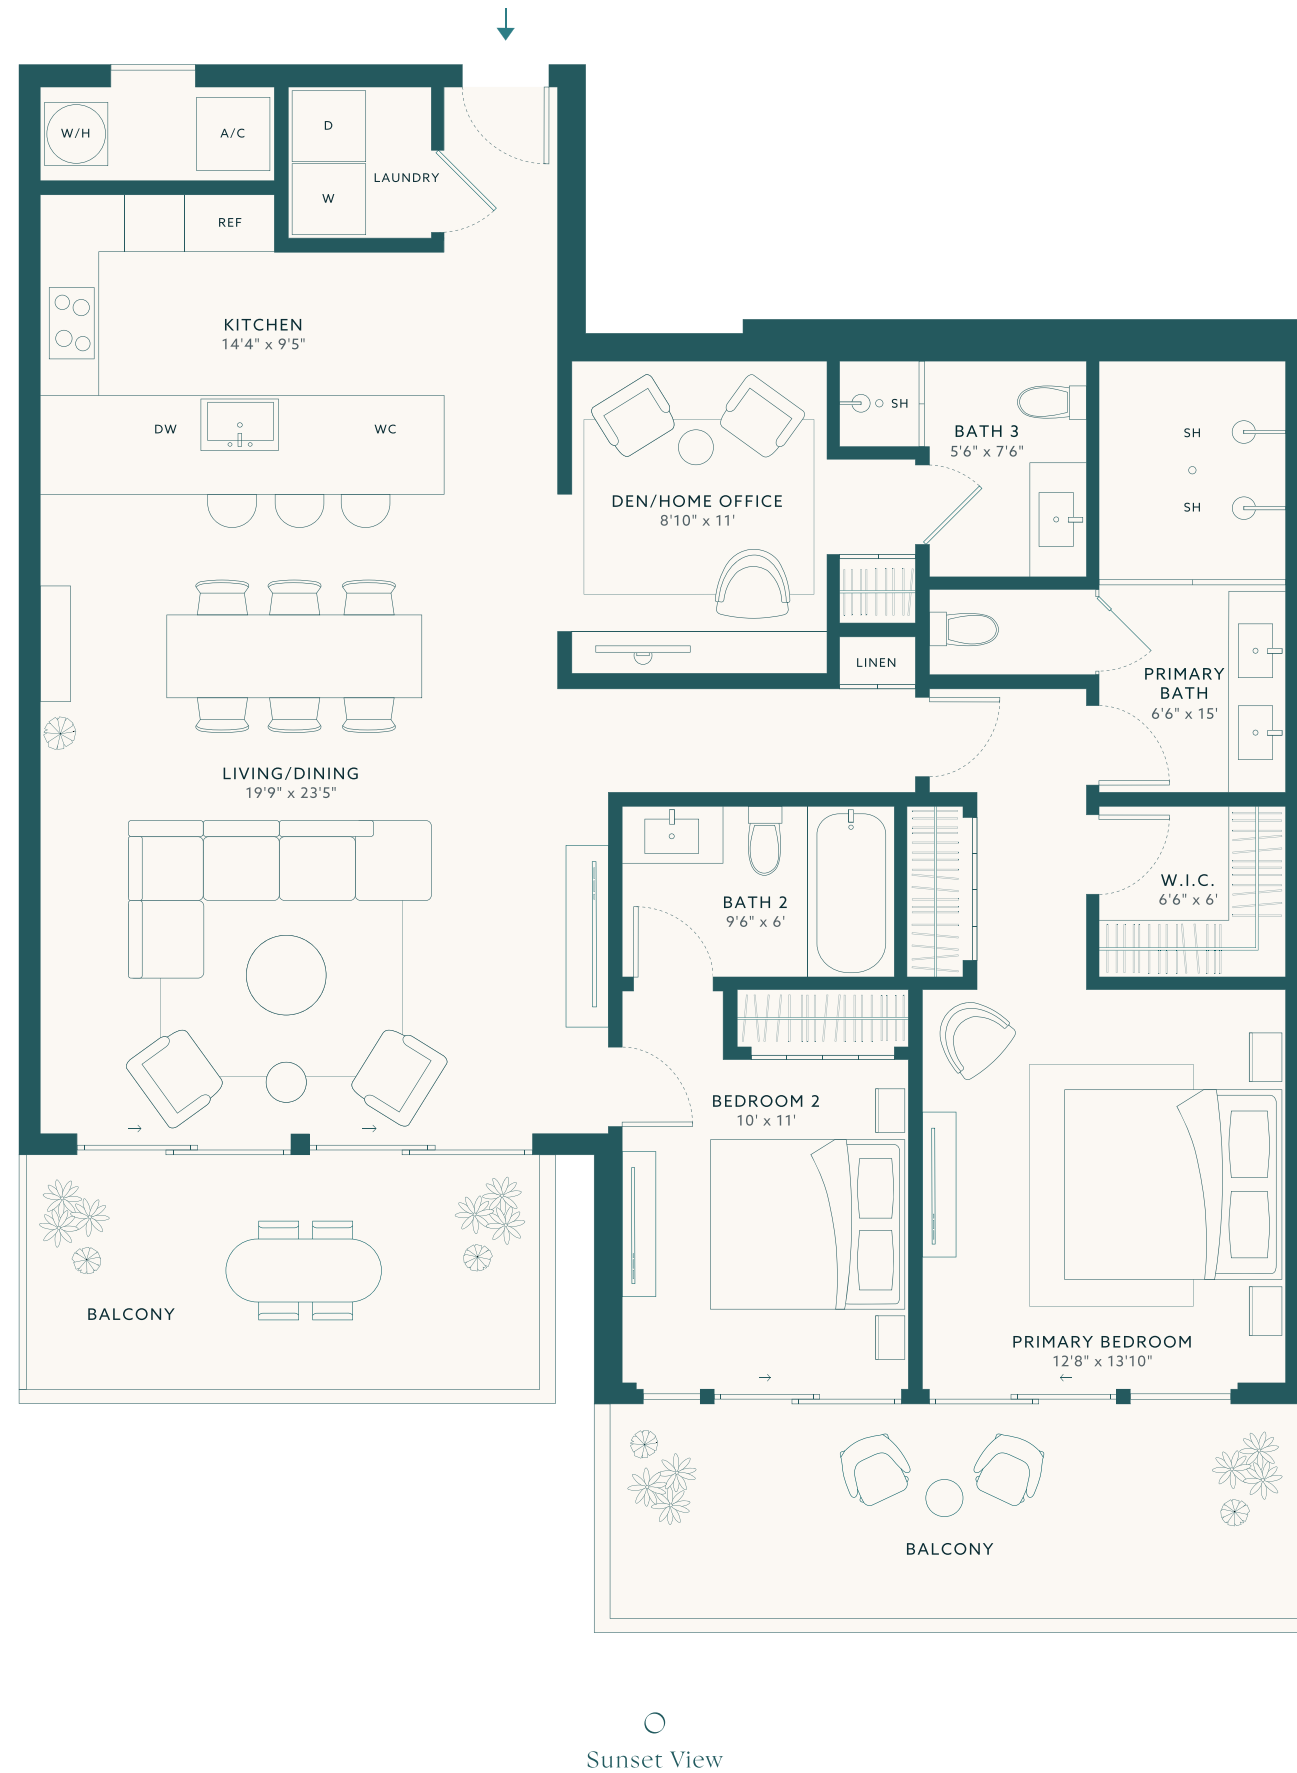 W/H
A/C
D
LAUNDRY
W
REF
KITCHEN
14'4" x 9'5"
DW
WC
SH
BATH 3
5'6" x 7'6"
SH
SH
DEN/HOME OFFICE
8'10" x 11'
LINEN
PRIMARY
BATH
6'6" x 15'
LIVING/DINING
19'9" x 23'5"
BATH 2
9'6" x 6'
W.I.C.
6'6" x 6'
BEDROOM 2
10' x 11'
BALCONY
PRIMARY BEDROOM
12'8" x 13'10"
BALCONY
Sunset View